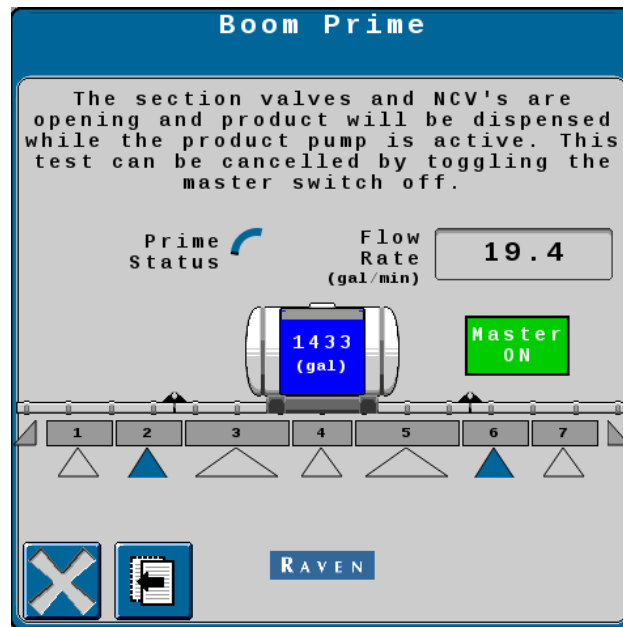 Boom Prime
The section valves and NCV's are
opening and product will be dispensed
while the product pump is active. This
test can be cancelled by toggling the
master switch off.
Prime
Status
Flow
Rate
(gal/min)
19.4
1433
(gal)
Master
ON
1 2 3 4 5 6 7
RAVEN